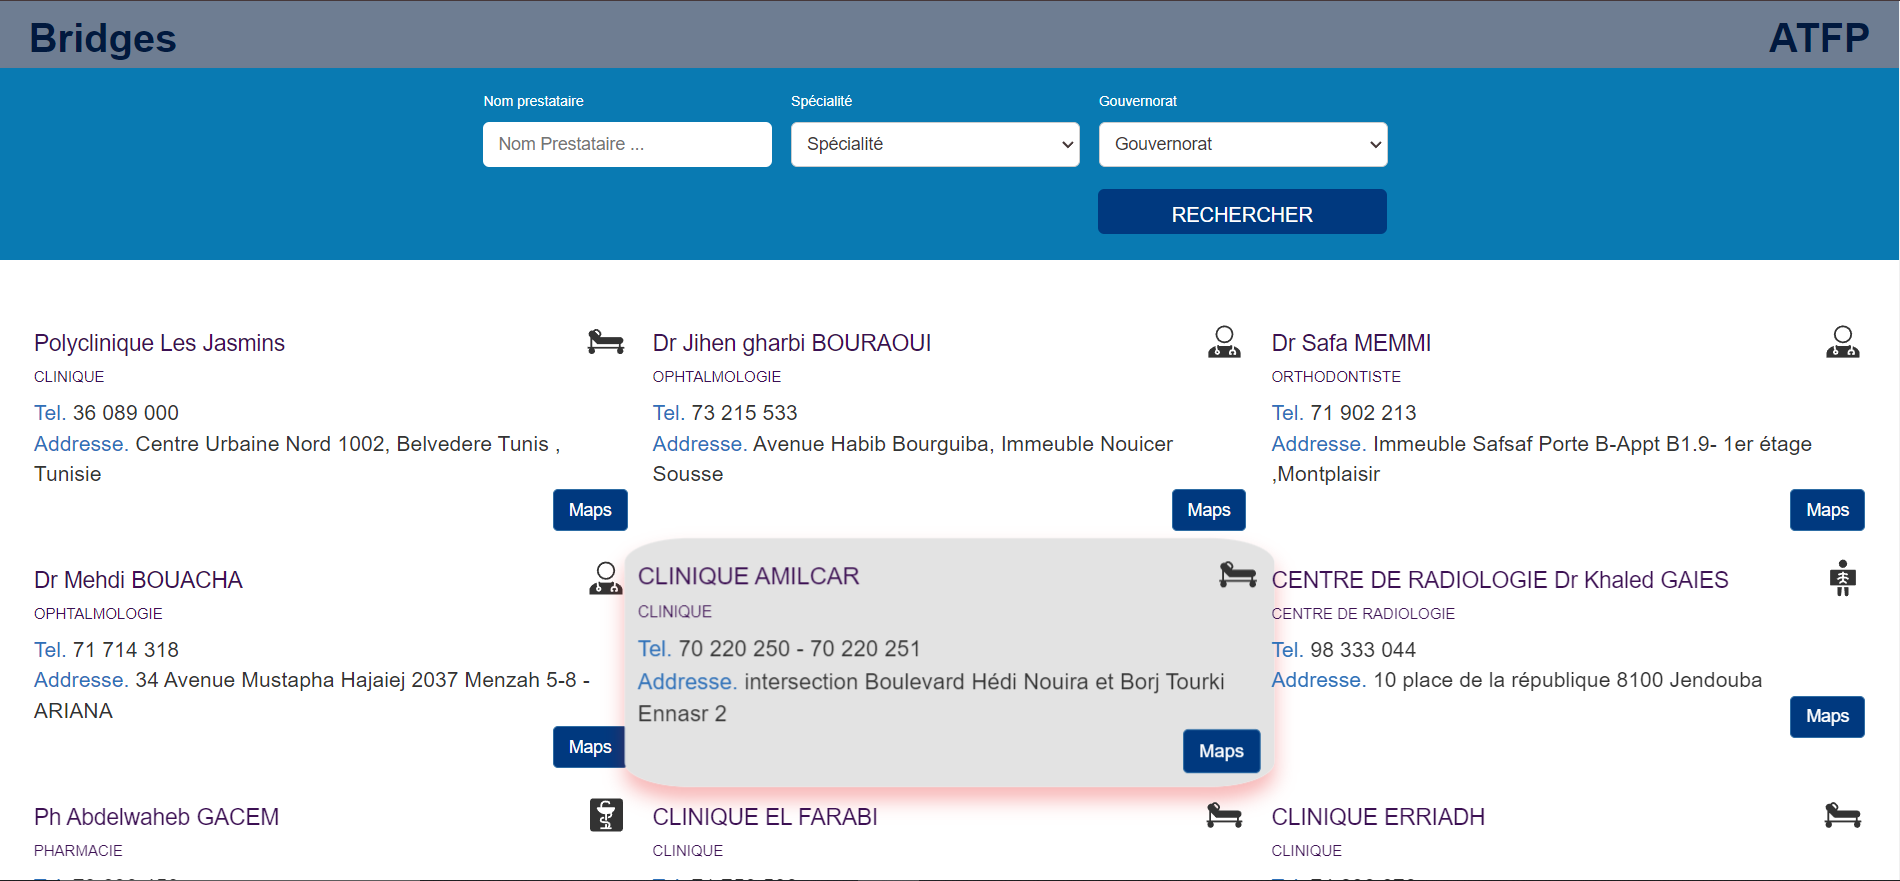 Bridges
ATFP
Nom prestataire
Spécialité
Gouvernorat
Nom Prestataire ...
Spécialité
Gouvernorat
RECHERCHER
Polyclinique Les Jasmins
CLINIQUE
Tel. 36 089 000
Addresse. Centre Urbaine Nord 1002, Belvedere Tunis ,
Tunisie
Maps
Dr Jihen gharbi BOURAOUI
OPHTALMOLOGIE
Tel. 73 215 533
Addresse. Avenue Habib Bourguiba, Immeuble Nouicer
Sousse
Maps
Dr Safa MEMMI
ORTHODONTISTE
Tel. 71 902 213
Addresse. Immeuble Safsaf Porte B-Appt B1.9- 1er étage
,Montplaisir
Maps
Dr Mehdi BOUACHA
OPHTALMOLOGIE
Tel. 71 714 318
Addresse. 34 Avenue Mustapha Hajaiej 2037 Menzah 5-8 -
ARIANA
Maps
CLINIQUE AMILCAR
CLINIQUE
Tel. 70 220 250 - 70 220 251
Addresse. intersection Boulevard Hédi Nouira et Borj Tourki
Ennasr 2
Maps
CENTRE DE RADIOLOGIE Dr Khaled GAIES
CENTRE DE RADIOLOGIE
Tel. 98 333 044
Addresse. 10 place de la république 8100 Jendouba
Maps
Ph Abdelwaheb GACEM
PHARMACIE
CLINIQUE EL FARABI
CLINIQUE
CLINIQUE ERRIADH
CLINIQUE